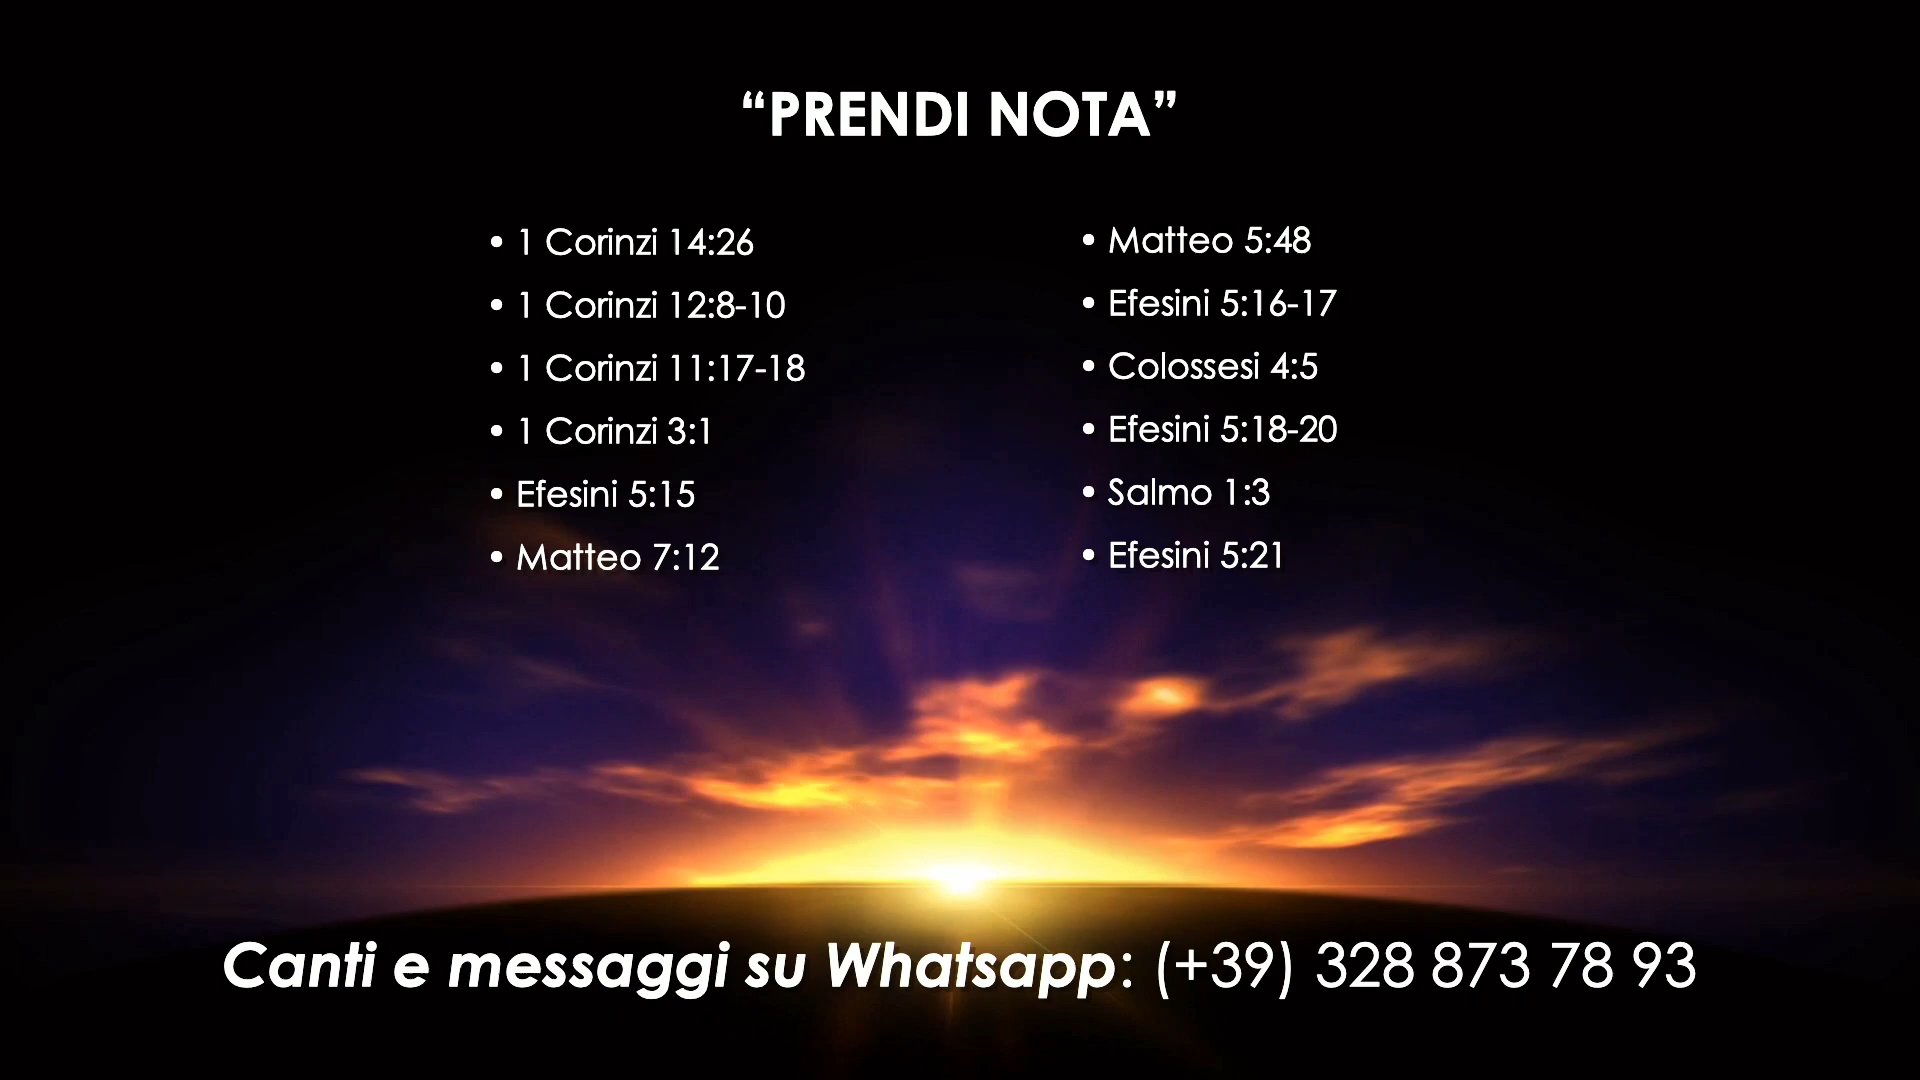 “PRENDI NOTA”
• 1 Corinzi 14:26
• 1 Corinzi 12:8-10
• 1 Corinzi 11:17-18
• 1 Corinzi 3:1
• Efesini 5:15
• Matteo 7:12
• Matteo 5:48
• Efesini 5:16-17
• Colossesi 4:5
• Efesini 5:18-20
• Salmo 1:3
• Efesini 5:21
Canti e messaggi su Whatsapp: (+39) 328 873 78 93